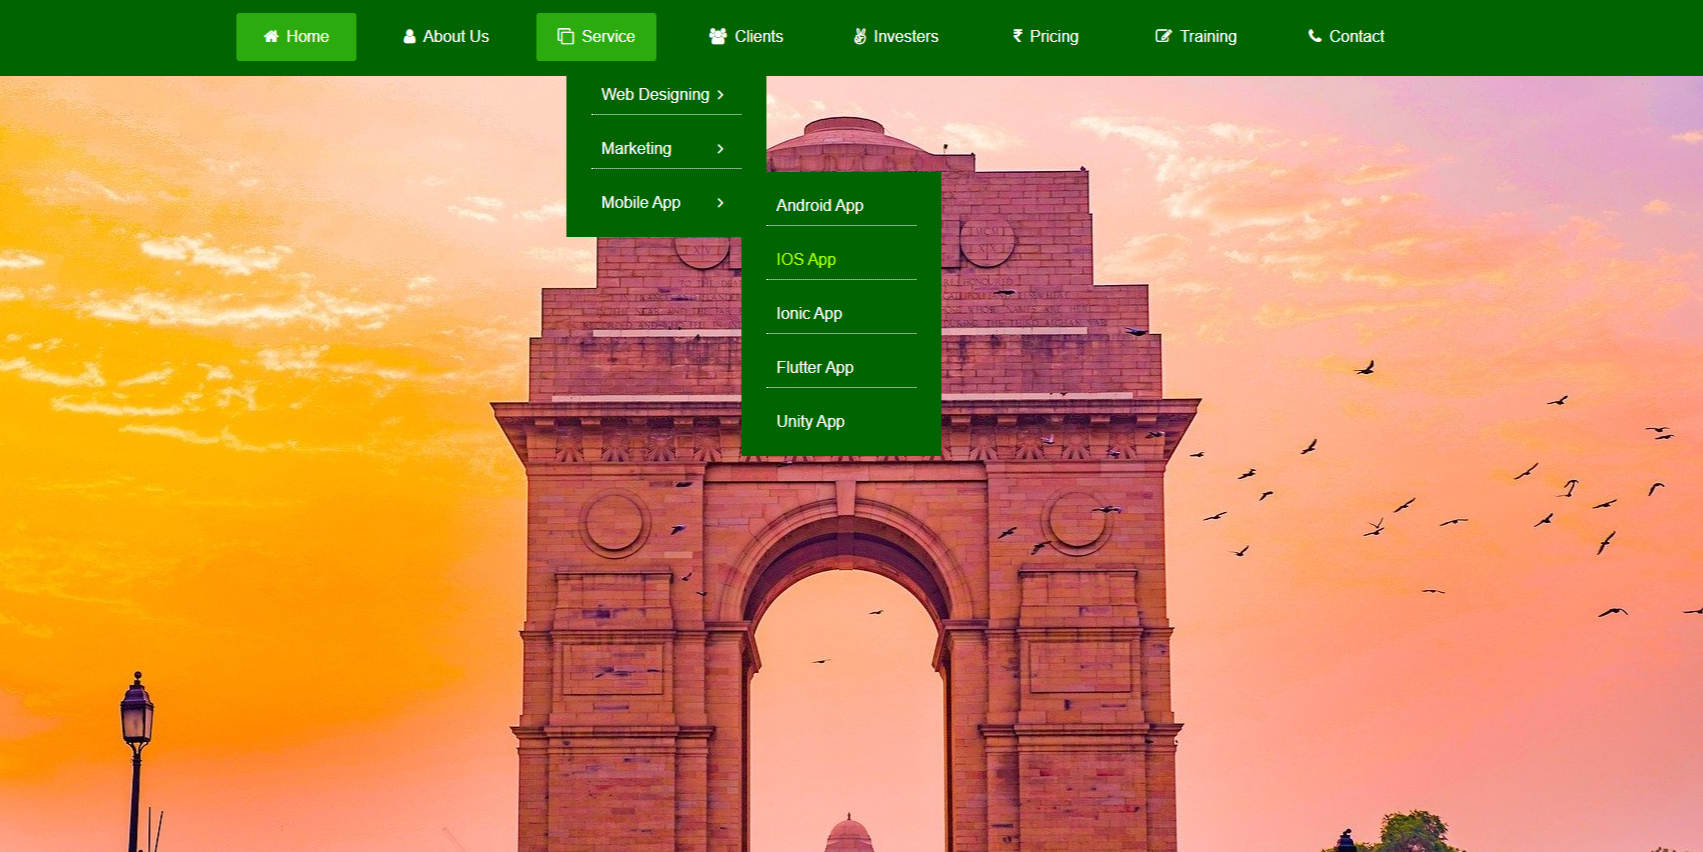 Home
About Us
Service
Clients
Investers
₹ Pricing
Training
Contact
Web Designing
Marketing
Mobile App
Android App
IOS App
Ionic App
Flutter App
Unity App